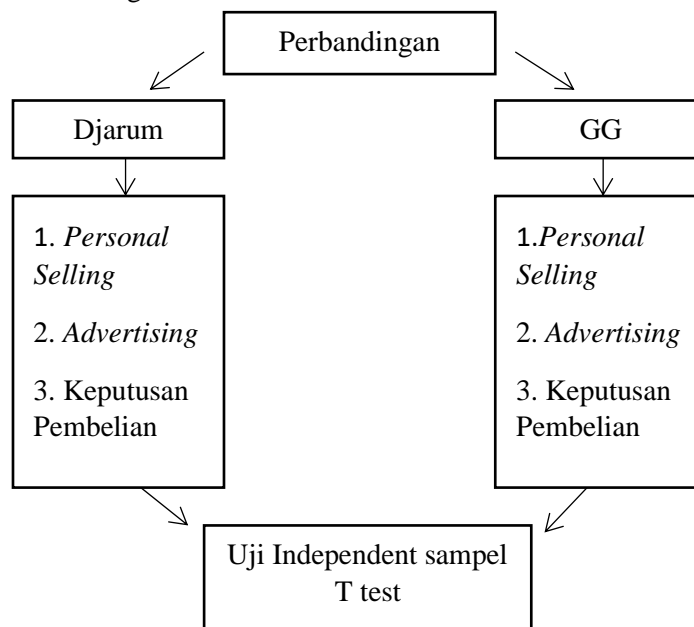 Perbandingan
Djarum
GG
1. Personal
Selling
2. Advertising
3. Keputusan
Pembelian
1.Personal
Selling
2. Advertising
3. Keputusan
Pembelian
Uji Independent sampel
T test